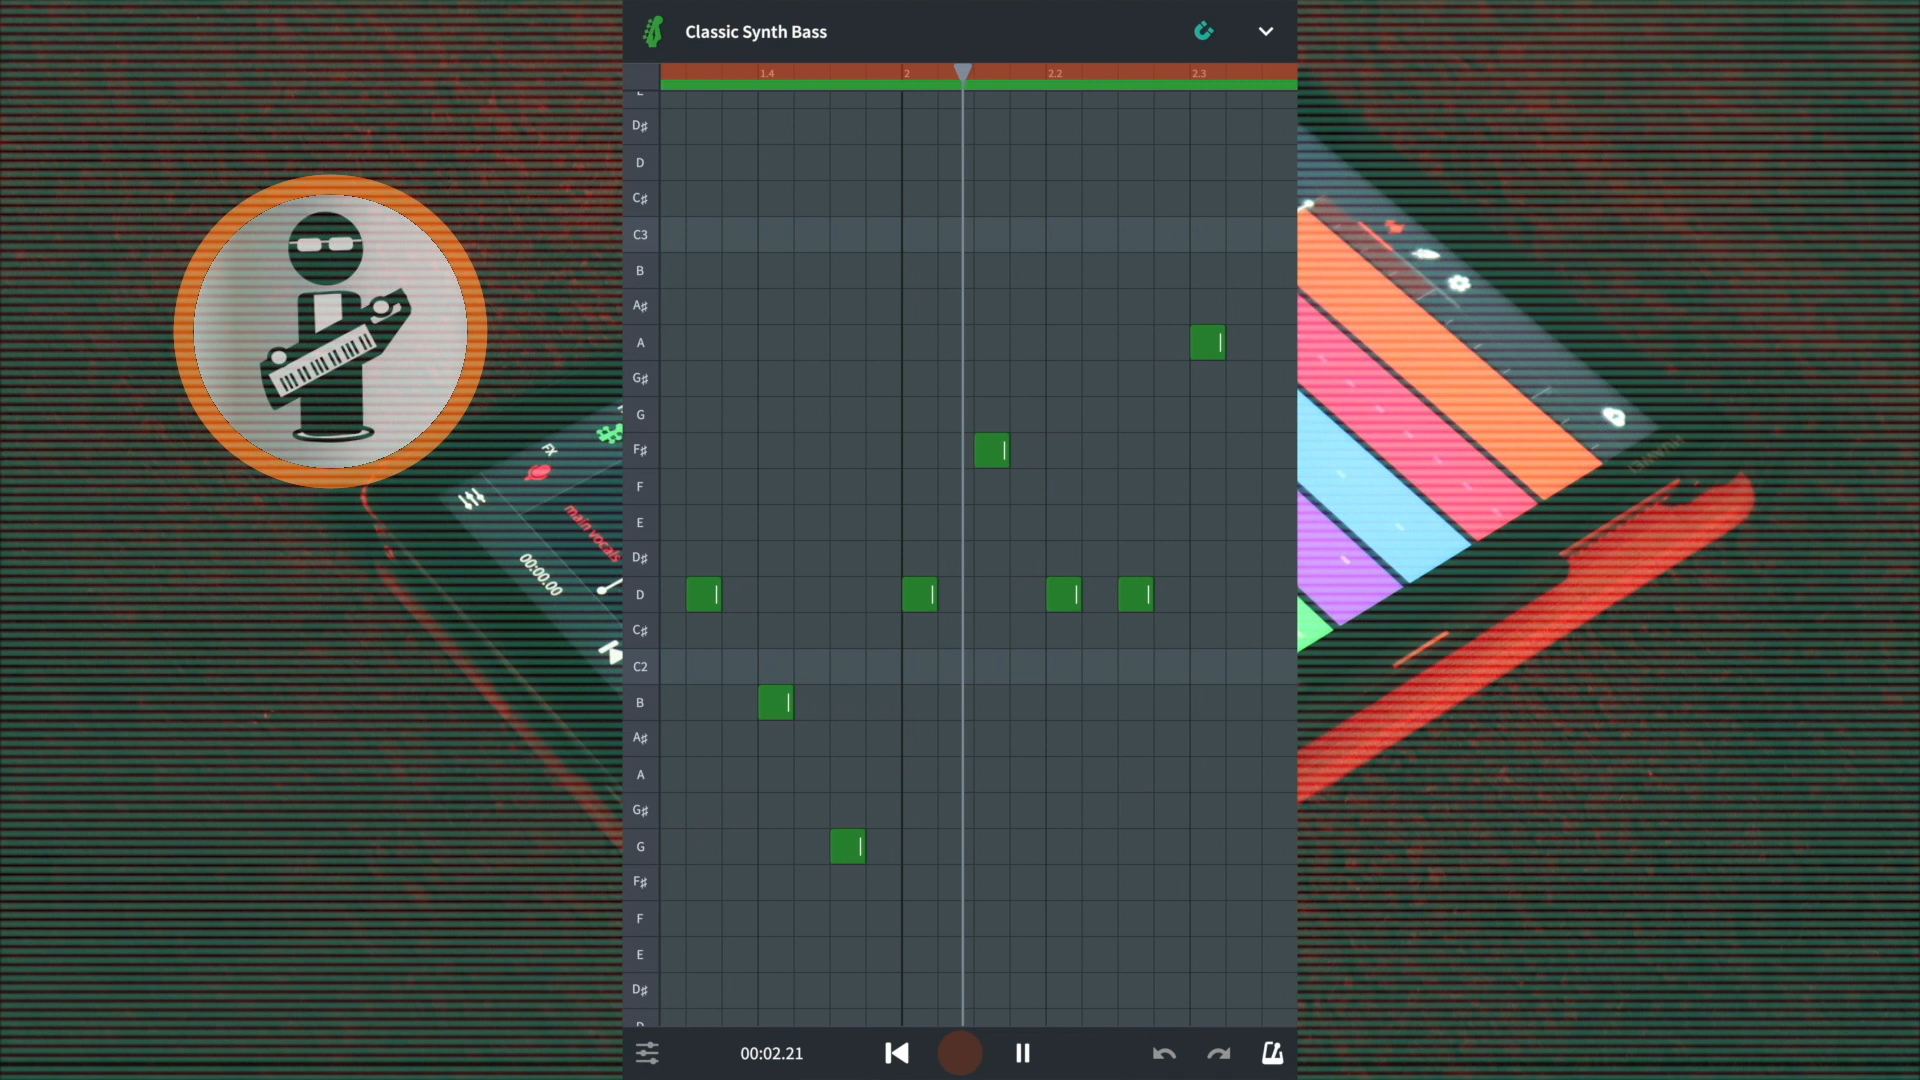 Classic Synth Bass
1.4 2 2.2 2.3
D♯
D
C♯
C3
B
A♯
A
G♯
G
F♯
F
E
D♯
D
C♯
C2
B
A♯
A
G♯
G
F♯
F
E
D♯
FX
main vocals
00:00.00
HUAWEI
00:02.21